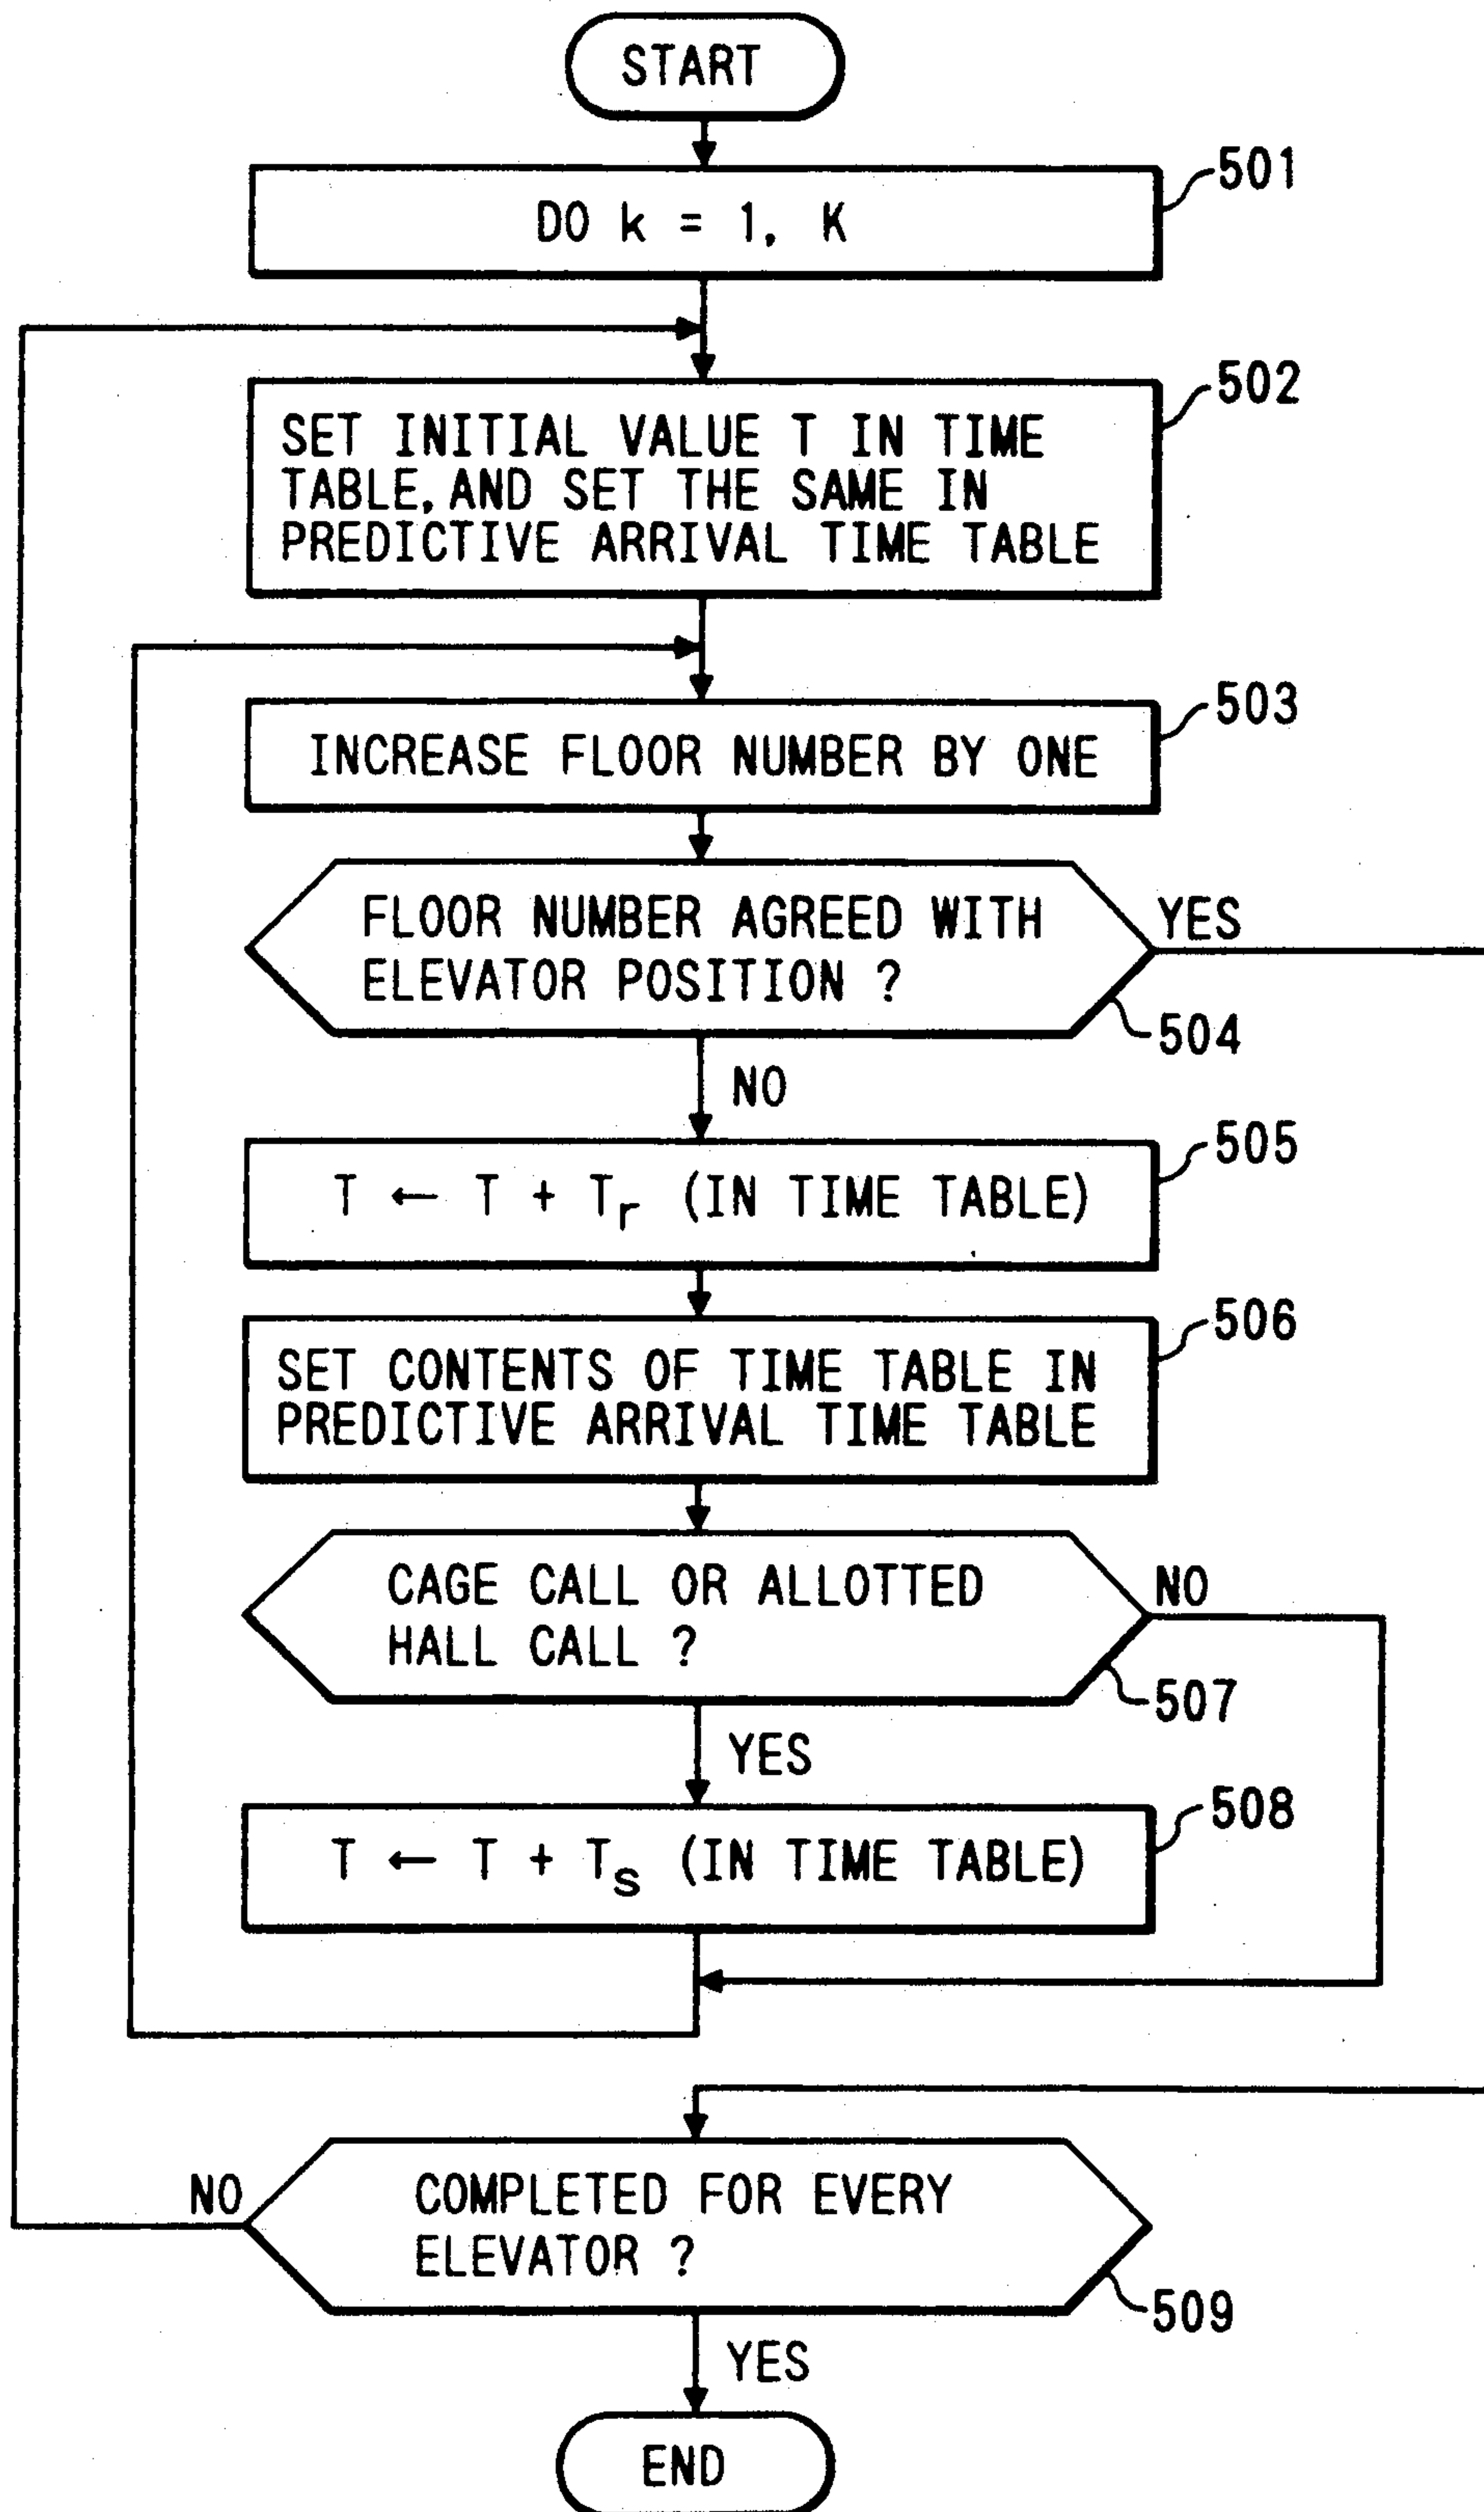 START
501
DO k = 1, K
502
SET INITIAL VALUE T IN TIME
TABLE, AND SET THE SAME IN
PREDICTIVE ARRIVAL TIME TABLE
503
INCREASE FLOOR NUMBER BY ONE
FLOOR NUMBER AGREED WITH
ELEVATOR POSITION ?
YES
504
NO
505
T ← T + Tr (IN TIME TABLE)
506
SET CONTENTS OF TIME TABLE IN
PREDICTIVE ARRIVAL TIME TABLE
CAGE CALL OR ALLOTTED
HALL CALL ?
NO
507
YES
508
T ← T + Ts (IN TIME TABLE)
NO
COMPLETED FOR EVERY
ELEVATOR ?
509
YES
END